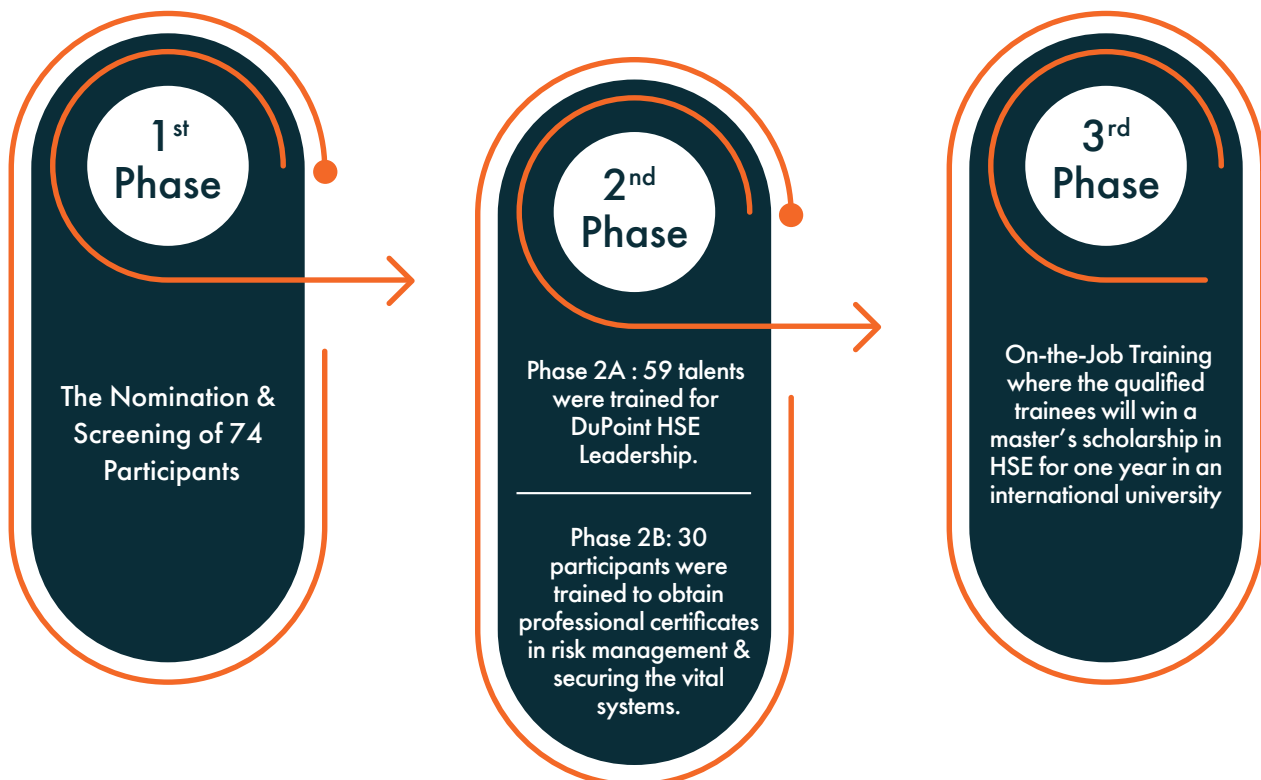 1st
Phase
The Nomination &
Screening of 74
Participants
2nd
Phase
Phase 2A : 59 talents
were trained for
DuPoint HSE
Leadership.
Phase 2B: 30
participants were
trained to obtain
professional certificates
in risk management &
securing the vital
systems.
3rd
Phase
On-the-Job Training
where the qualified
trainees will win a
master's scholarship in
HSE for one year in an
international university